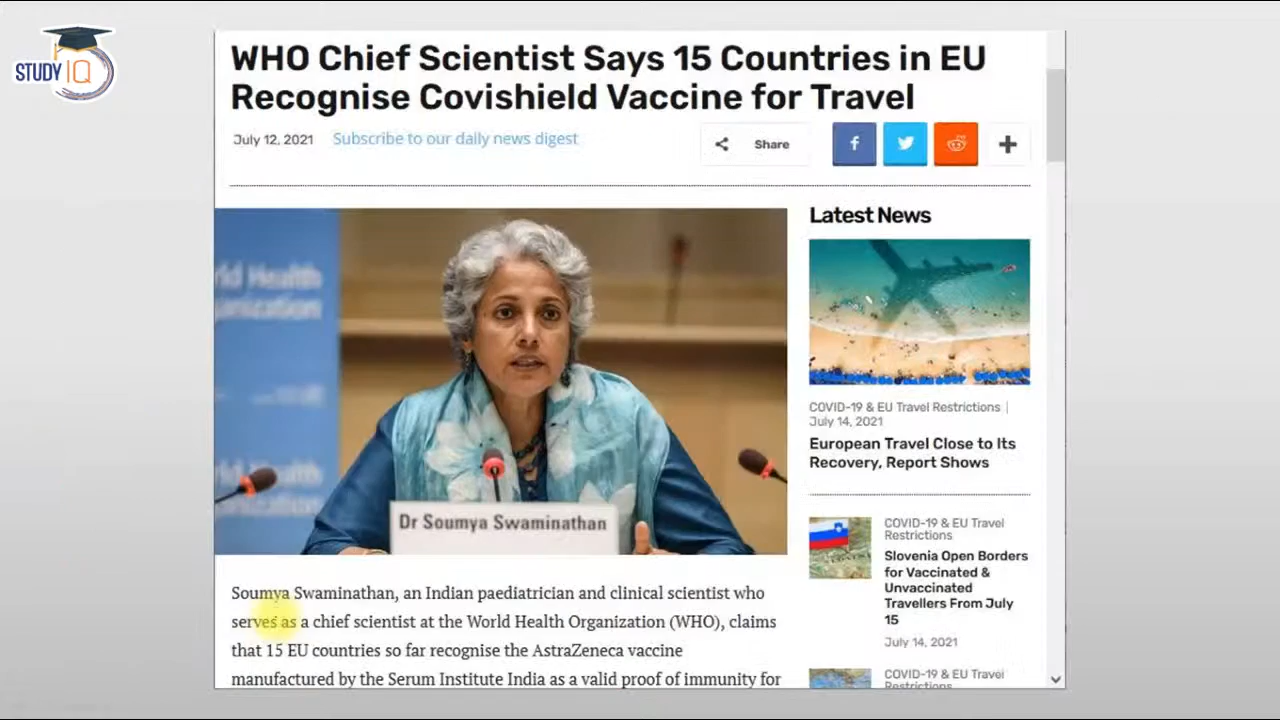 STUDY IQ
WHO Chief Scientist Says 15 Countries in EU
Recognise Covishield Vaccine for Travel
July 12, 2021 Subscribe to our daily news digest
Share
Latest News
rld Health
ganization
rld Health
Dr Soumya Swaminathan
COVID-19 & EU Travel Restrictions |
July 14, 2021
European Travel Close to Its
Recovery, Report Shows
COVID-19 & EU Travel
Restrictions
Slovenia Open Borders
for Vaccinated &
Unvaccinated
Travellers From July
15
July 14, 2021
COVID-19 & EU Travel
Restrictions
Soumya Swaminathan, an Indian paediatrician and clinical scientist who
serves as a chief scientist at the World Health Organization (WHO), claims
that 15 EU countries so far recognise the AstraZeneca vaccine
manufactured by the Serum Institute India as a valid proof of immunity for